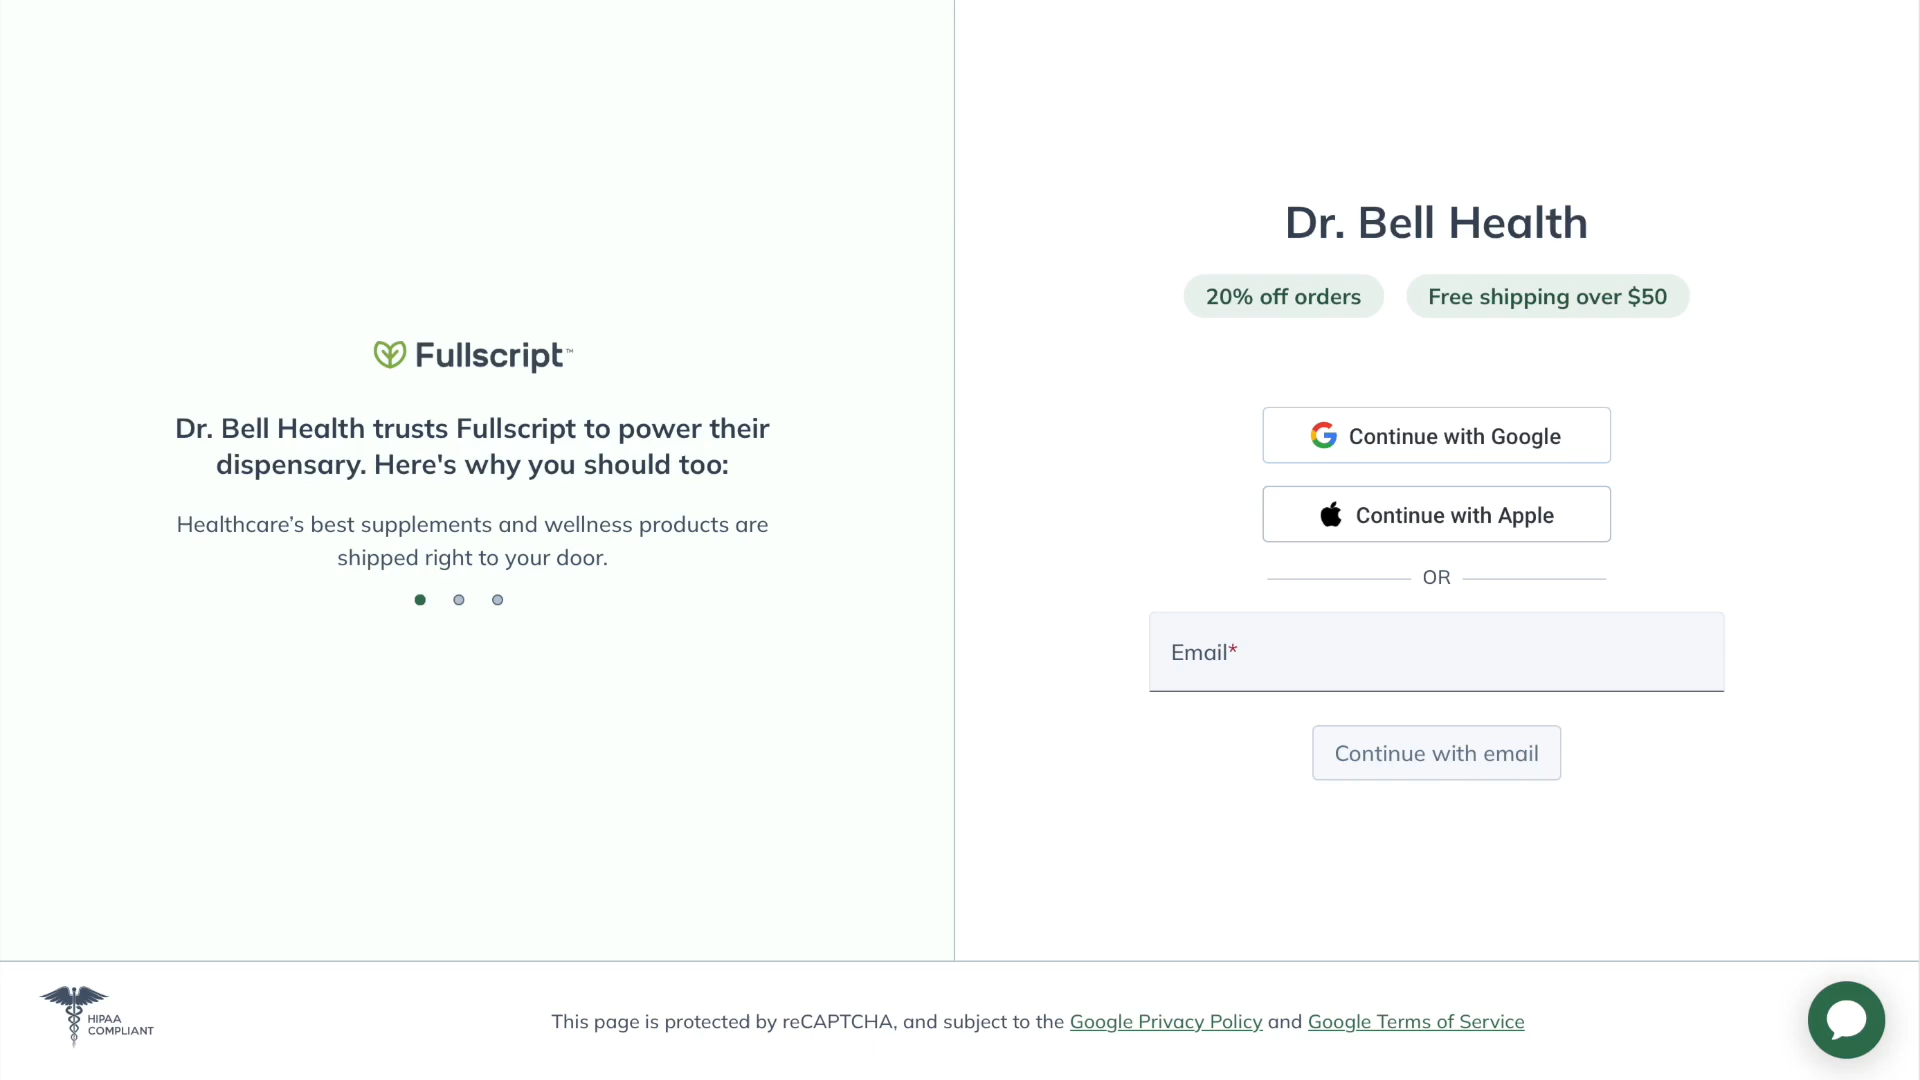 Fullscript™
Dr. Bell Health trusts Fullscript to power their
dispensary. Here's why you should too:
Healthcare’s best supplements and wellness products are
shipped right to your door.
Dr. Bell Health
20% off orders
Free shipping over $50
Continue with Google
Continue with Apple
OR
Email*
Continue with email
HIPAA
COMPLIANT
This page is protected by reCAPTCHA, and subject to the Google Privacy Policy and Google Terms of Service